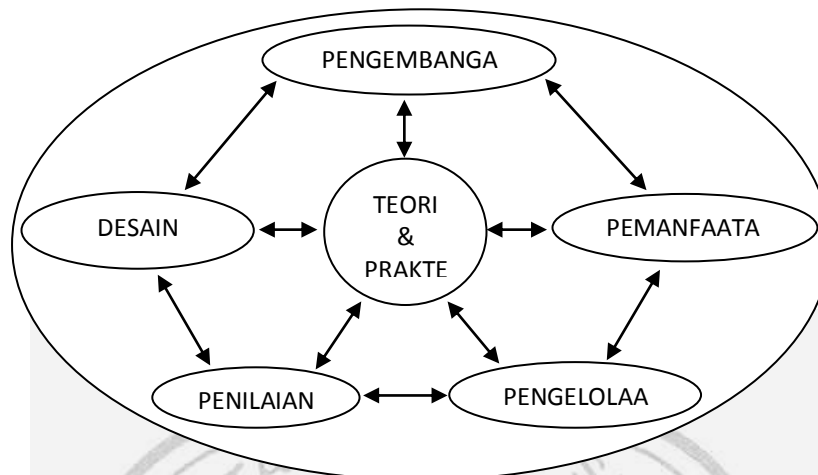 PENGEMBANGA
DESAIN
TEORI
&
PRAKTE
PEMANFAATA
PENILAIAN
PENGELOLAA